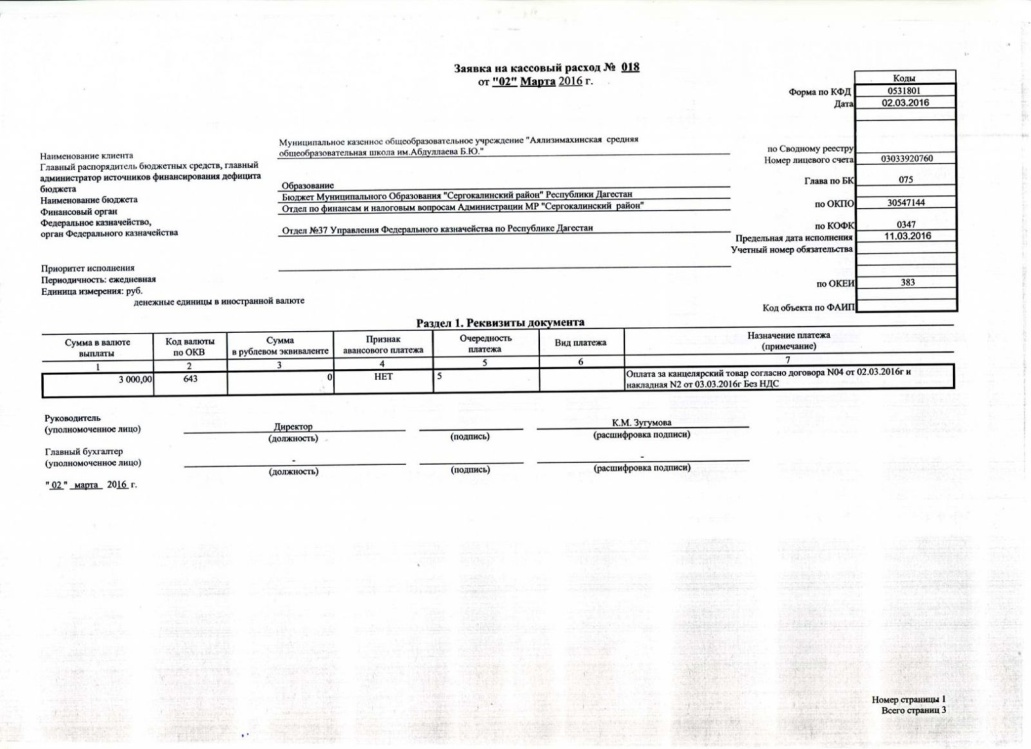 Заявка на кассовый расход № 018
от "02" Марта 2016 г.
Коды
Форма по КФД 0531801
Дата 02.03.2016
Муниципальное казенное общеобразовательное учреждение "Аялизимахинская средняя
общеобразовательная школа им.Абдуллаева Б.Ю."
по Сводному реестру
Наименование клиента
Номер лицевого счета 03033920760
Главный распорядитель бюджетных средств, главный
администратор источников финансирования дефицита
бюджета
Образование
Глава по БК 075
Наименование бюджета
Бюджет Муниципального Образования "Сергокалинский район" Республики Дагестан
Финансовый орган
Отдел по финансам и налоговым вопросам Администрации МР "Сергокалинский район"
по ОКПО 30547144
Федеральное казначейство,
орган Федерального казначейства
Отдел №37 Управления Федерального казначейства по Республике Дагестан
по КОФК 0347
Предельная дата исполнения 11.03.2016
Учетный номер обязательства
Приоритет исполнения
Периодичность: ежедневная
Единица измерения: руб.
по ОКЕИ 383
денежные единицы в иностранной валюте
Код объекта по ФАИП
Раздел 1. Реквизиты документа
Сумма в валюте выплаты
Код валюты по ОКВ
Сумма в рублевом эквиваленте
Признак авансового платежа
Очередность платежа
Вид платежа
Назначение платежа (примечание)
1 2 3 4 5 6 7
3 000,00 643 0 НЕТ 5
Оплата за канцелярский товар согласно договора N04 от 02.03.2016г и
накладная N2 от 03.03.2016г Без НДС
Руководитель
(уполномоченное лицо) Директор К.М. Зугумова
(должность) (подпись) (расшифровка подписи)
Главный бухгалтер
(уполномоченное лицо) - -
(должность) (подпись) (расшифровка подписи)
" 02 " марта 2016 г.
Номер страницы 1
Всего страниц 3